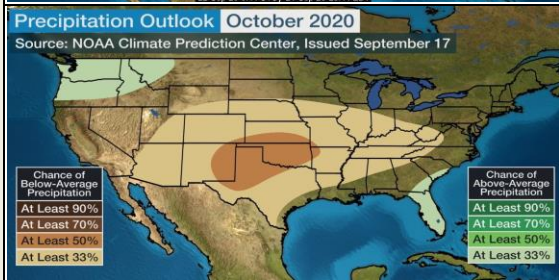 Precipitation Outlook October 2020
Source: NOAA Climate Prediction Center, Issued September 17
Chance of
Below-Average
Precipitation
At Least 90%
At Least 70%
At Least 50%
At Least 33%
Chance of
Above-Average
Precipitation
At Least 90%
At Least 70%
At Least 50%
At Least 33%